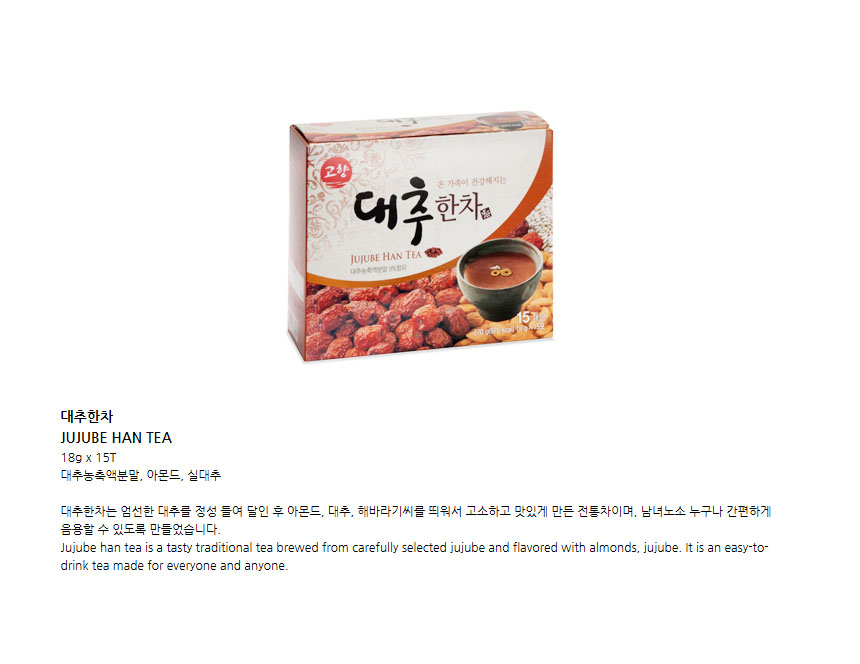 고향
온 가족이 건강해지는
대추한차
JUJUBE HAN TEA
15
대추한차
JUJUBE HAN TEA
18g x 15T
대추농축액분말, 아몬드, 실대추
대추한차는 엄선한 대추를 정성 들여 달인 후 아몬드, 대추, 해바라기씨를 띄워서 고소하고 맛있게 만든 전통차이며, 남녀노소 누구나 간편하게
음용할 수 있도록 만들었습니다.
Jujube han tea is a tasty traditional tea brewed from carefully selected jujube and flavored with almonds, jujube. It is an easy-to-
drink tea made for everyone and anyone.